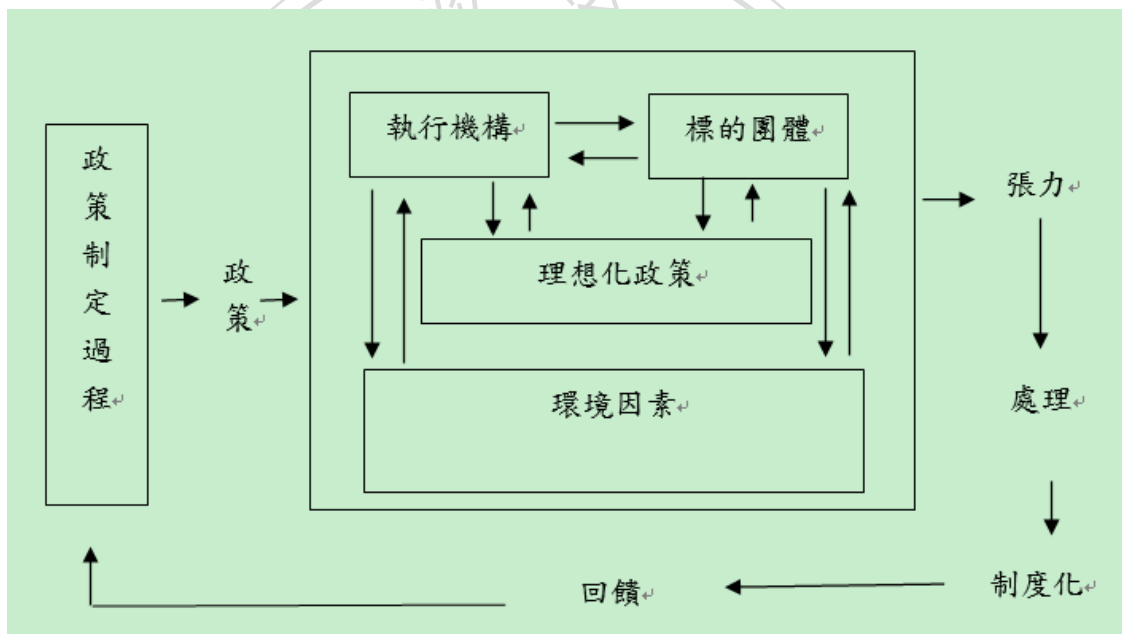 執行機構
標的團體
政策制定過程
政策
張力
理想化政策
環境因素
處理
制度化
回饋